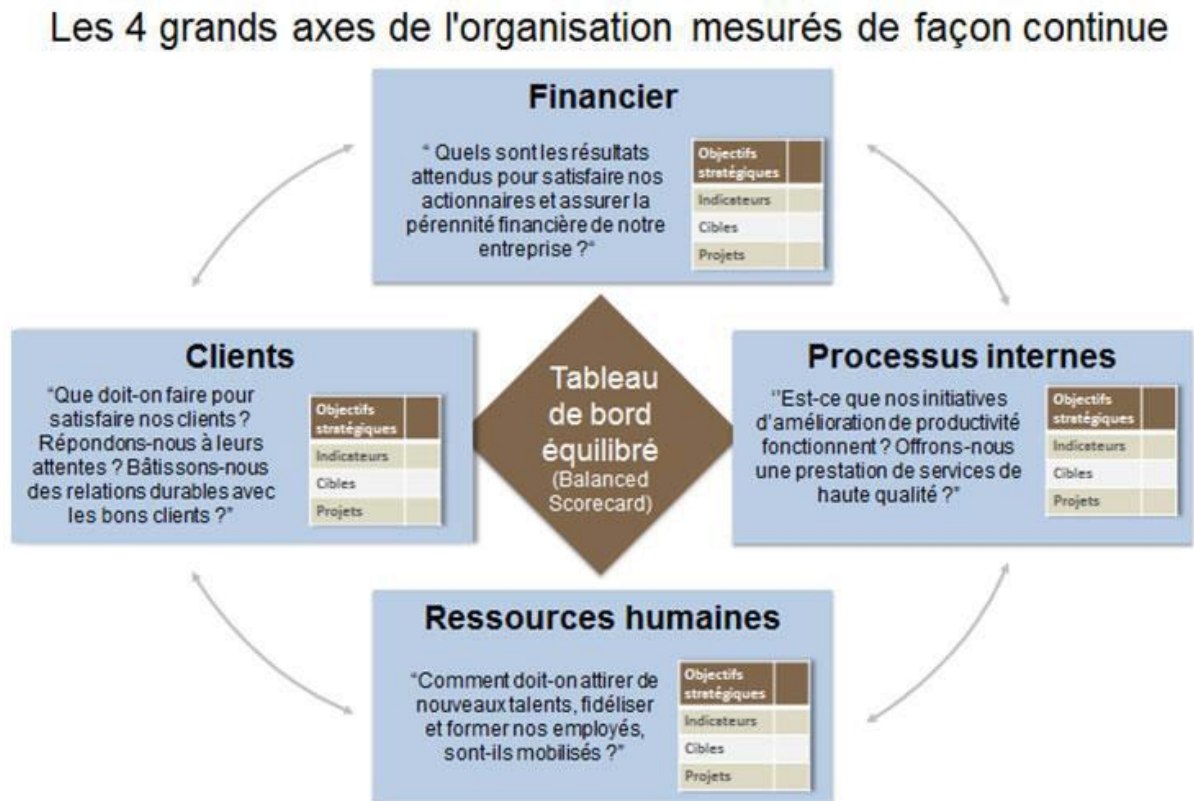 Les 4 grands axes de l'organisation mesurés de façon continue
Financier
“ Quels sont les résultats
attendus pour satisfaire nos
actionnaires et assurer la
pérennité financière de notre
entreprise ?“
Objectifs
stratégiques
Indicateurs
Cibles
Projets
Clients
“Que doit-on faire pour
satisfaire nos clients ?
Répondons-nous à leurs
attentes ? Bâtissons-nous
des relations durables avec
les bons clients ?”
Objectifs
stratégiques
Indicateurs
Cibles
Projets
Tableau
de bord
équilibré
(Balanced
Scorecard)
Processus internes
‘’Est-ce que nos initiatives
d’amélioration de productivité
fonctionnent ? Offrons-nous
une prestation de services de
haute qualité ?”
Objectifs
stratégiques
Indicateurs
Cibles
Projets
Ressources humaines
“Comment doit-on attirer de
nouveaux talents, fidéliser
et former nos employés,
sont-ils mobilisés ?”
Objectifs
stratégiques
Indicateurs
Cibles
Projets